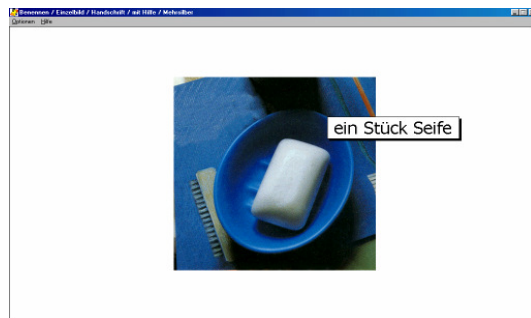 Benennen / Einzelbild / Handschrift / mit Hilfe / Mehrsilber
Optionen Hilfe
ein Stück Seife